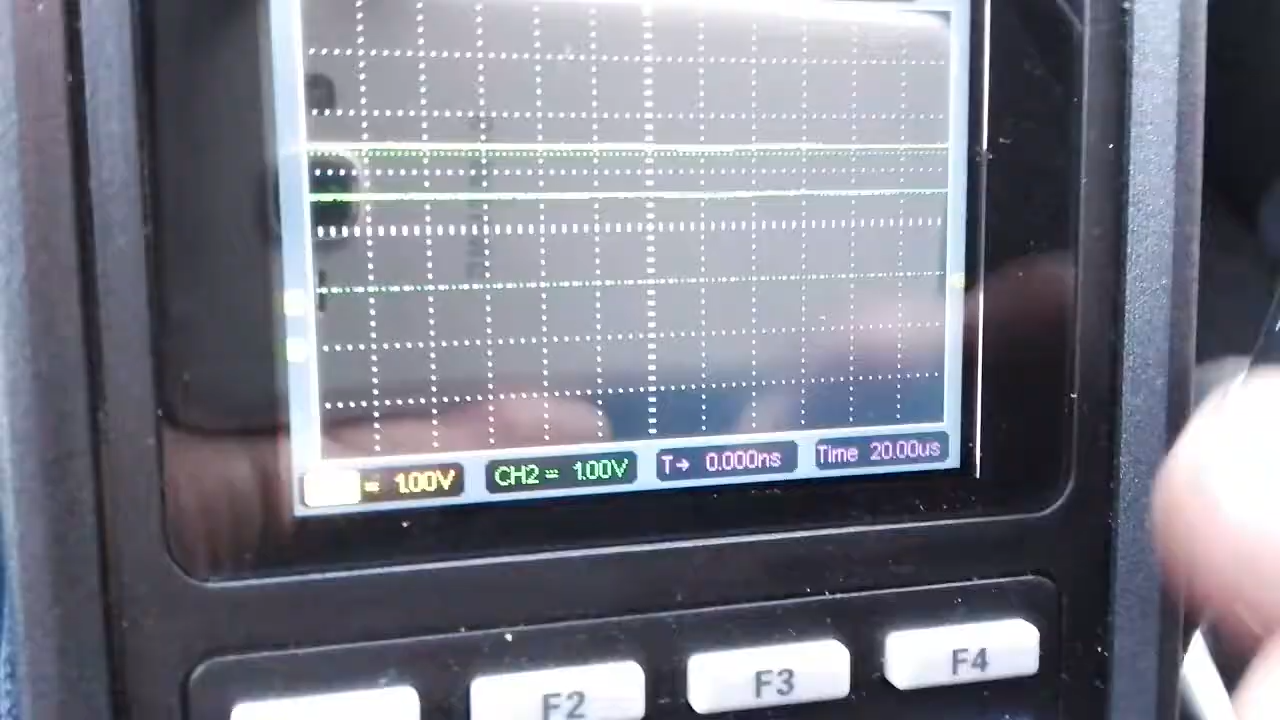 = 1.00V CH2 = 1.00V T→ 0.000ns Time 20.00us
F2 F3 F4